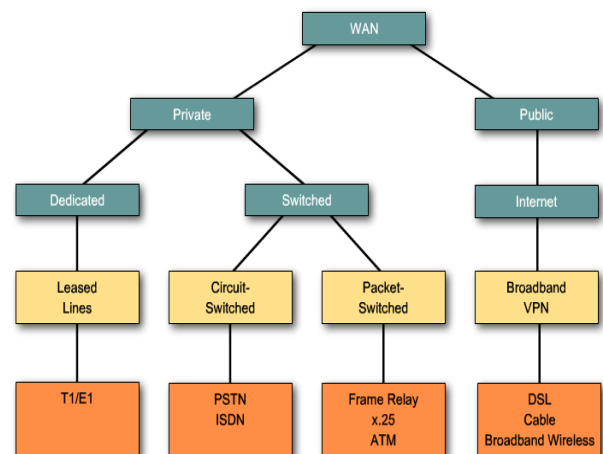 WAN
Private
Public
Dedicated
Switched
Internet
Leased
Lines
Circuit-
Switched
Packet-
Switched
Broadband
VPN
T1/E1
PSTN
ISDN
Frame Relay
x.25
ATM
DSL
Cable
Broadband Wireless